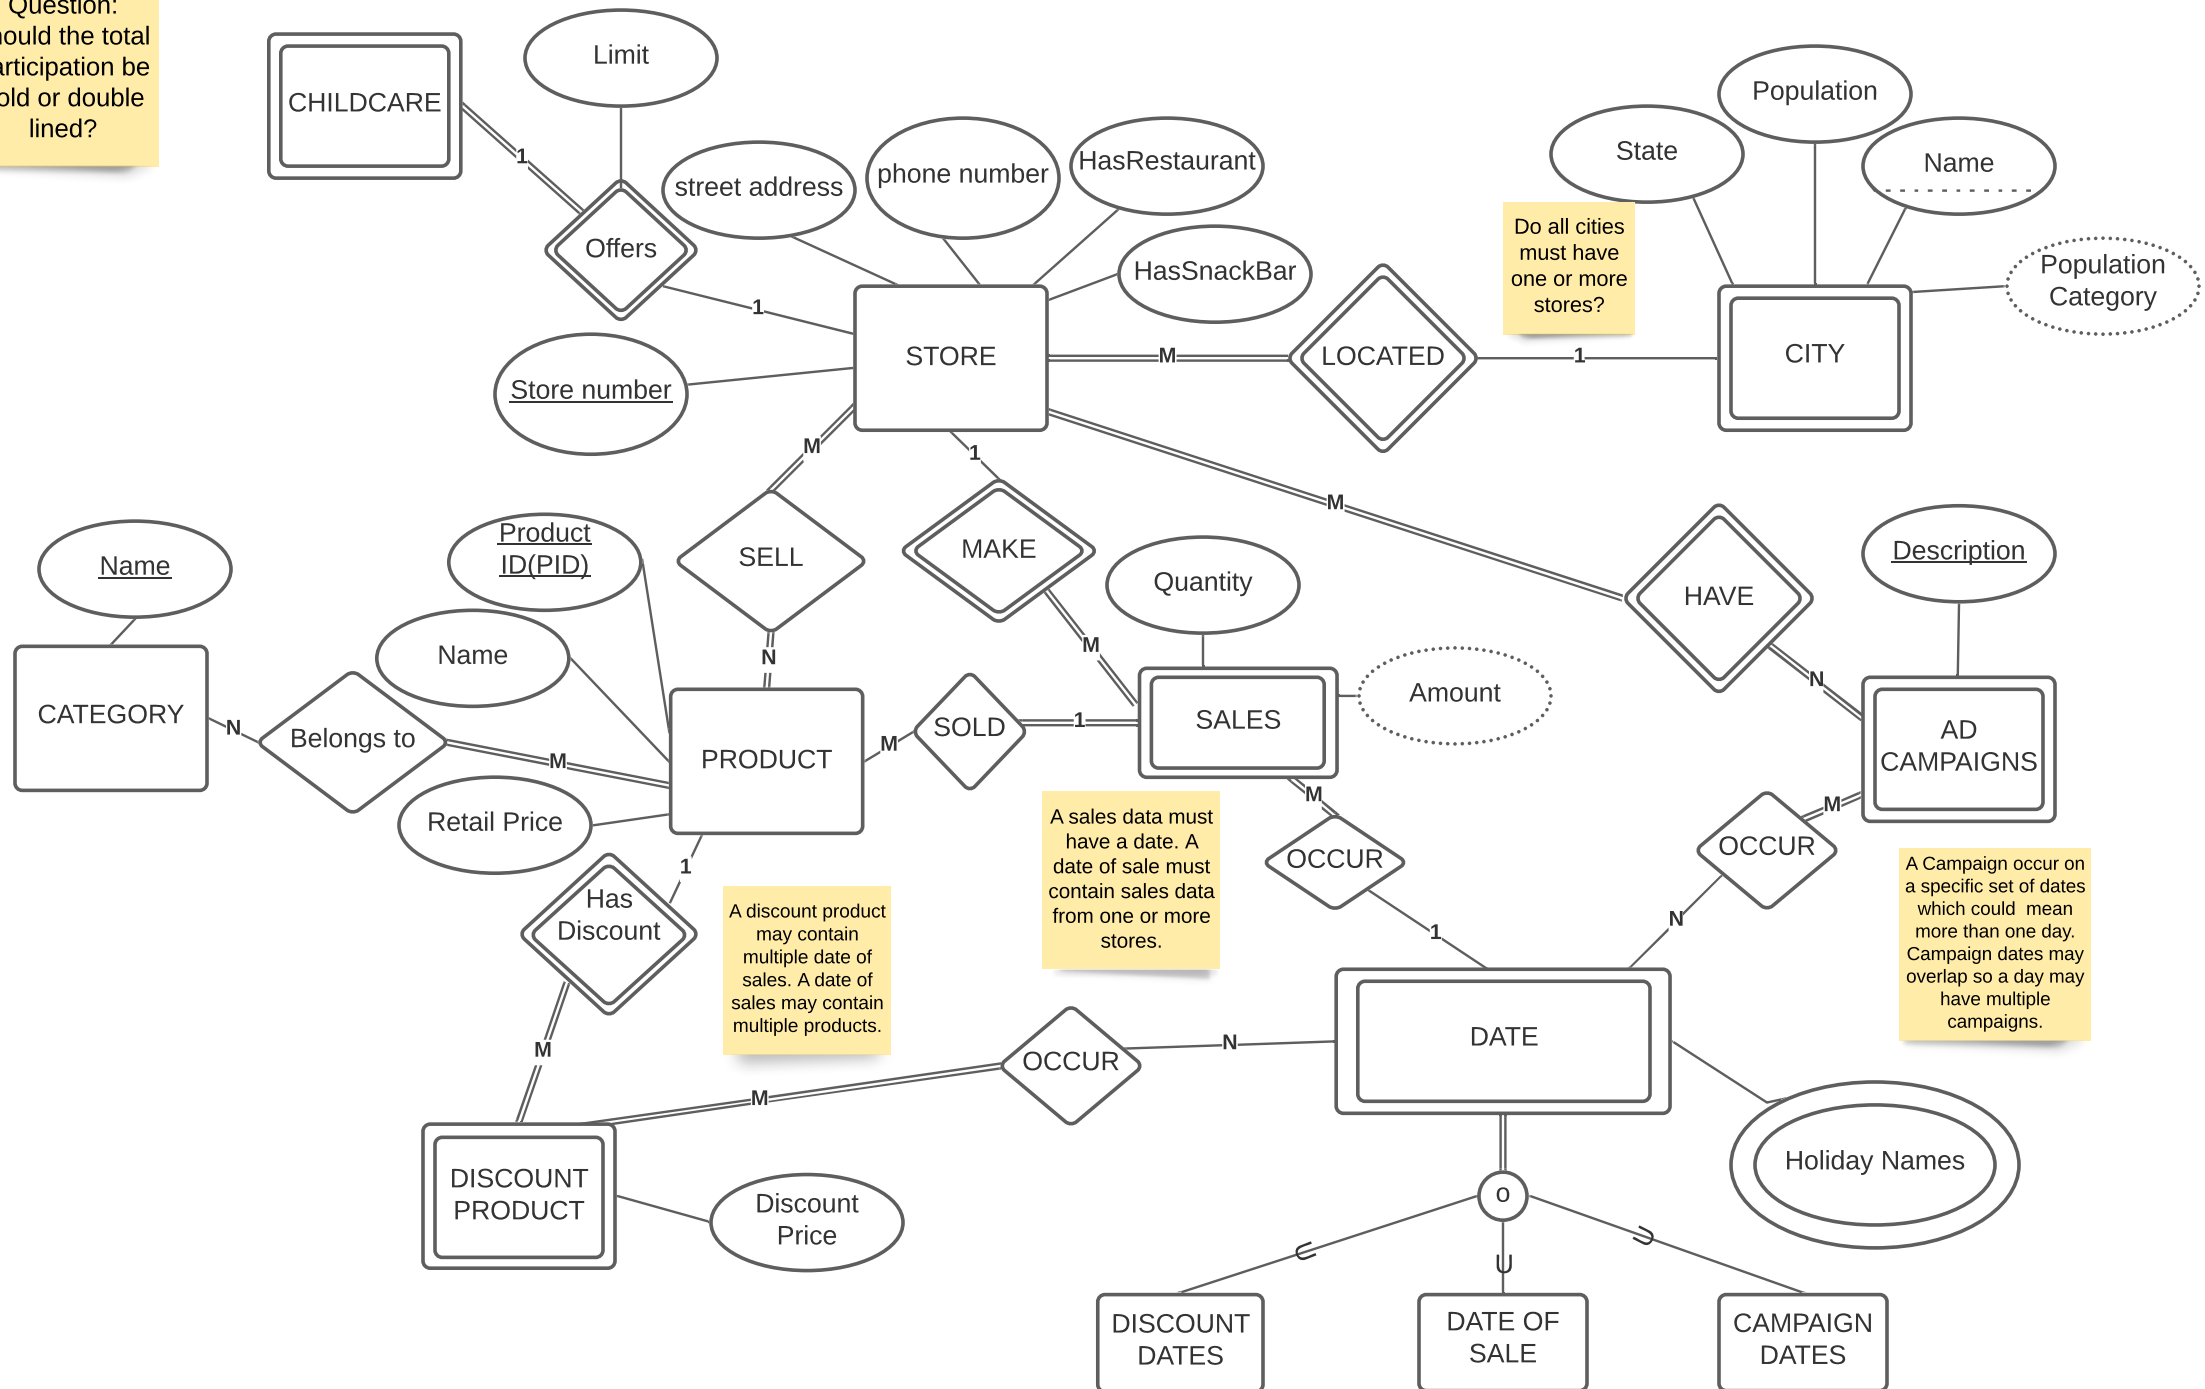 Question:
ould the total
articipation be
old or double
lined?
CHILDCARE
Limit
1
Offers
1
street address
phone number
HasRestaurant
HasSnackBar
Store number
STORE
M
LOCATED
1
Do all cities
must have
one or more
stores?
State
Population
Name
Population
Category
CITY
M
SELL
N
1
MAKE
M
M
HAVE
N
Description
AD
CAMPAIGNS
Name
CATEGORY
N
Belongs to
M
Product
ID(PID)
Name
Retail Price
PRODUCT
M
SOLD
1
Quantity
SALES
Amount
M
OCCUR
1
M
OCCUR
N
1
Has
Discount
M
A discount product
may contain
multiple date of
sales. A date of
sales may contain
multiple products.
A sales data must
have a date. A
date of sale must
contain sales data
from one or more
stores.
A Campaign occur on
a specific set of dates
which could mean
more than one day.
Campaign dates may
overlap so a day may
have multiple
campaigns.
M
OCCUR
N
DATE
Holiday Names
DISCOUNT
PRODUCT
Discount
Price
o
U
U
U
DISCOUNT
DATES
DATE OF
SALE
CAMPAIGN
DATES